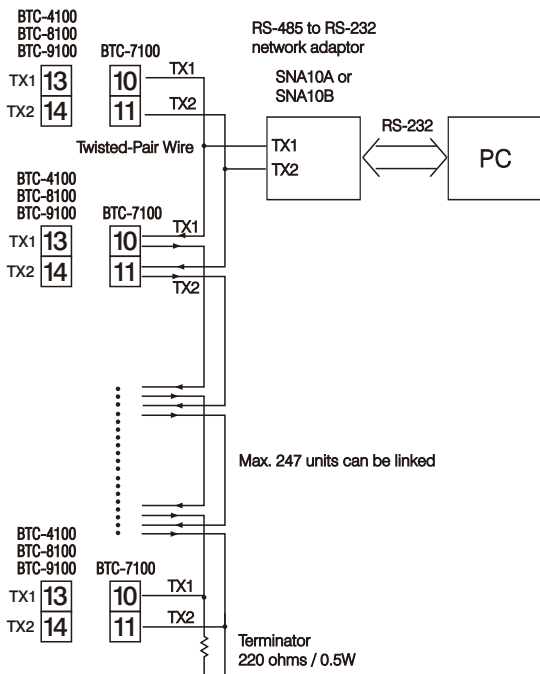 BTC-4100
BTC-8100
BTC-9100 BTC-7100
TX1 13 10 TX1
TX2 14 11 TX2
Twisted-Pair Wire
RS-485 to RS-232
network adaptor
SNA10A or
SNA10B
TX1
TX2
RS-232
PC
BTC-4100
BTC-8100
BTC-9100 BTC-7100
TX1 13 10 TX1
TX2 14 11 TX2
Max. 247 units can be linked
BTC-4100
BTC-8100
BTC-9100 BTC-7100
TX1 13 10 TX1
TX2 14 11 TX2
Terminator
220 ohms / 0.5W